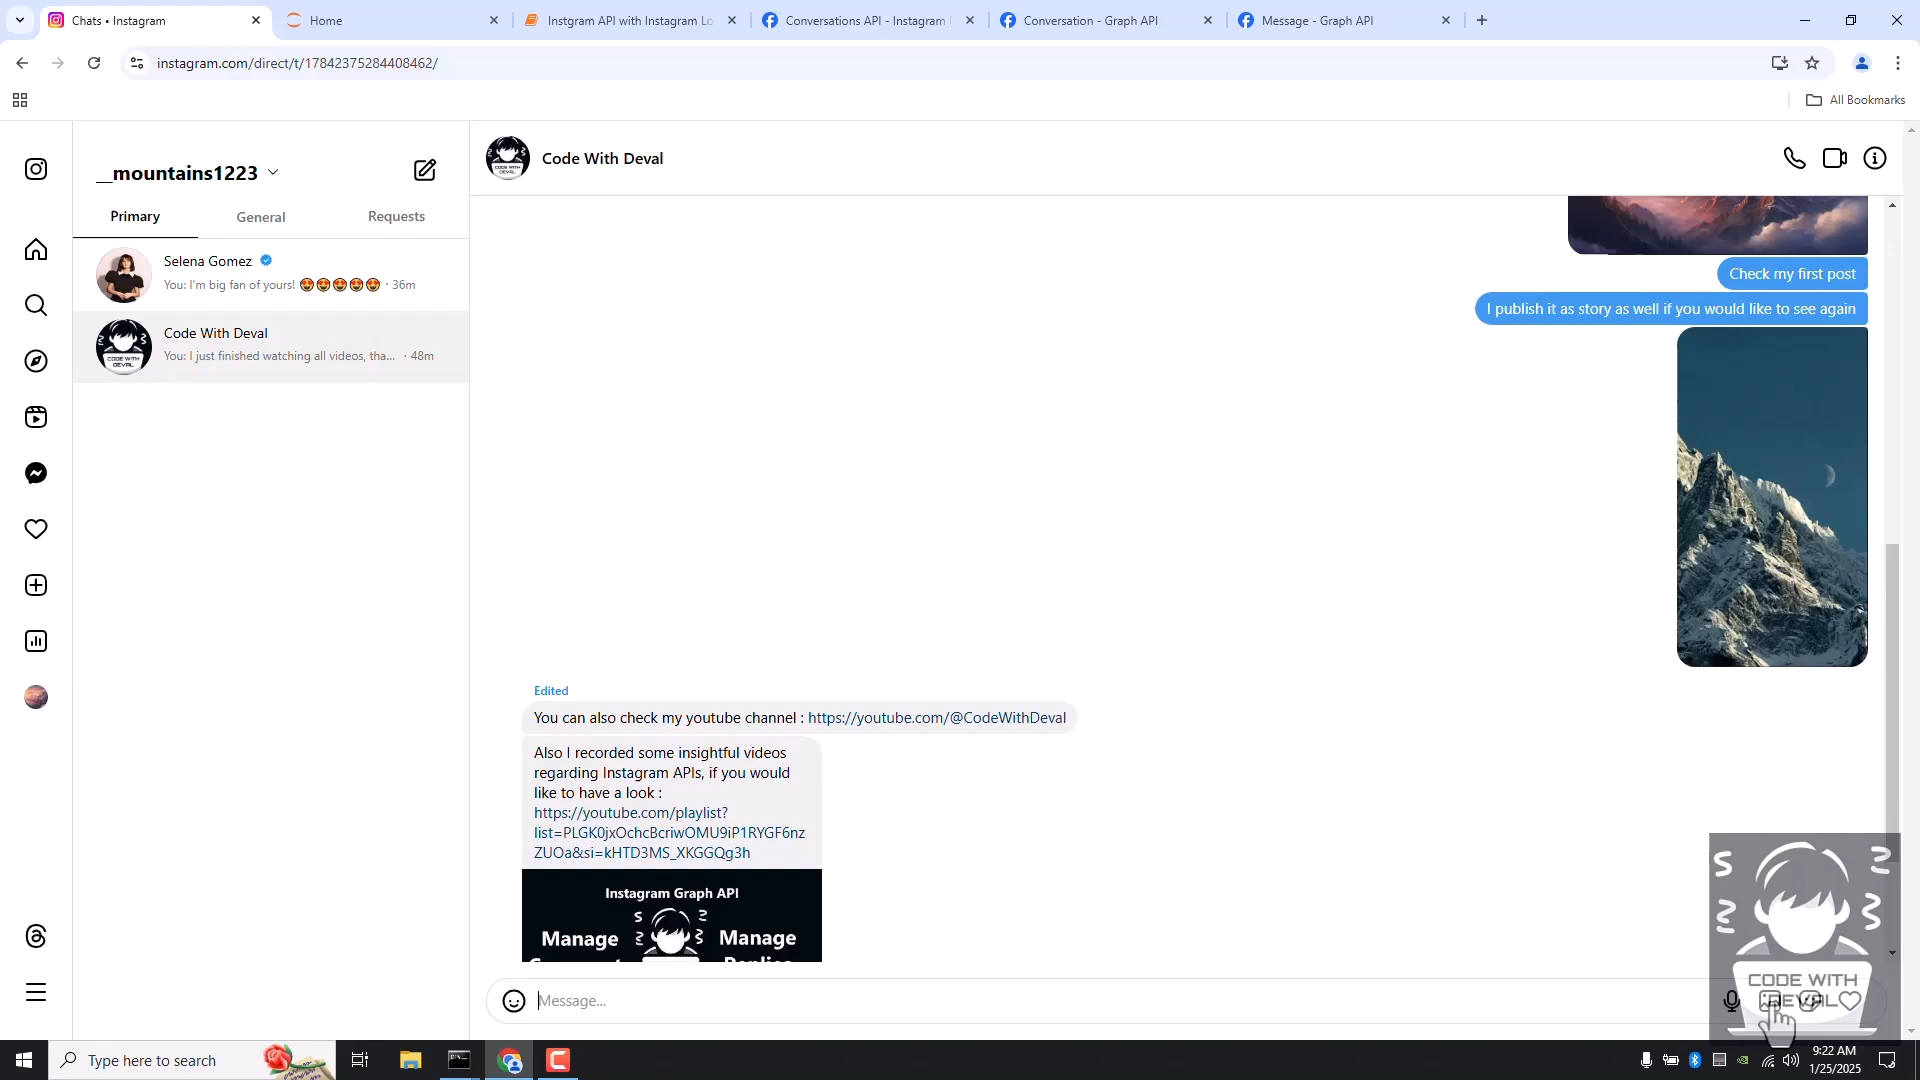 Chats • Instagram
Home
Instgram API with Instagram Lo
Conversations API - Instagram
Conversation - Graph API
Message - Graph API
instagram.com/direct/t/17842375284408462/
All Bookmarks
__mountains1223
Primary
General
Requests
Selena Gomez
You: I'm big fan of yours! 😍😍😍😍😍 · 36m
Code With Deval
You: I just finished watching all videos, tha... · 48m
Code With Deval
Check my first post
I publish it as story as well if you would like to see again
Edited
You can also check my youtube channel : https://youtube.com/@CodeWithDeval
Also I recorded some insightful videos
regarding Instagram APIs, if you would
like to have a look :
https://youtube.com/playlist?
list=PLGK0jxOchcBcriwOMU9iP1RYGF6nz
ZUOa&si=kHTD3MS_XKGGQg3h
Instagram Graph API
Manage
Manage
Message...
CODE WITH
DEVAL
Type here to search
9:22 AM
1/25/2025